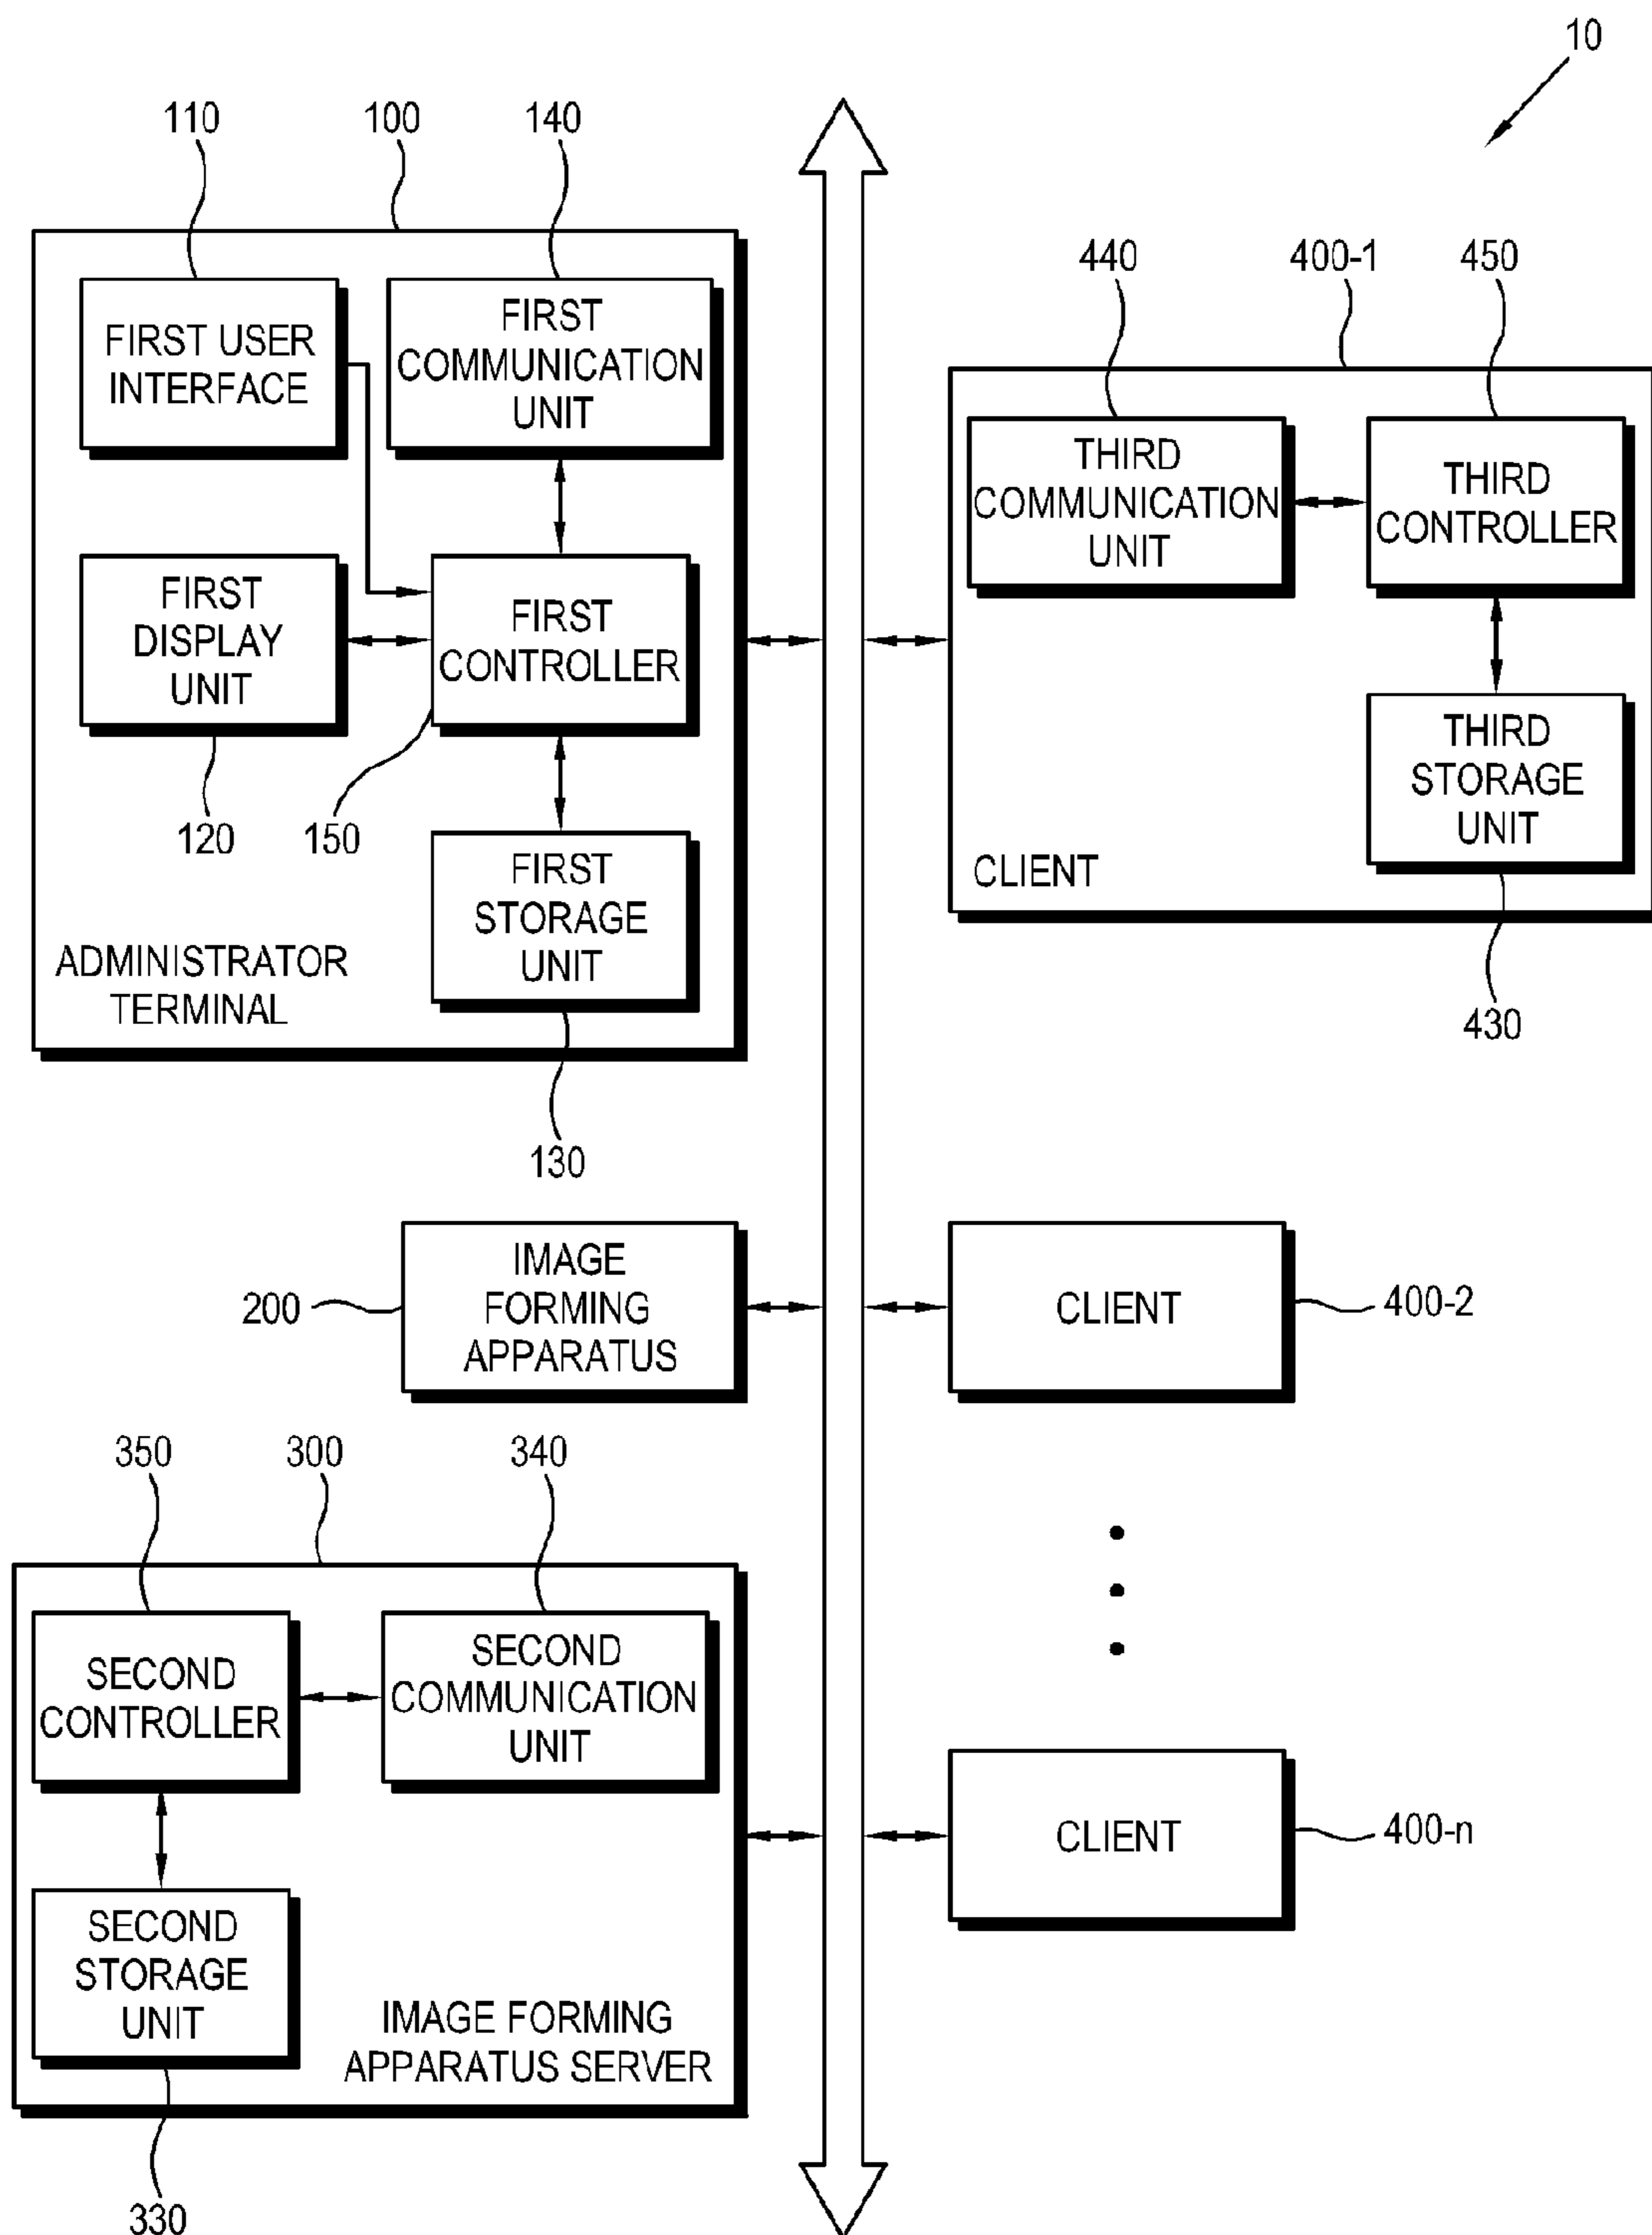 10
110
100
140
FIRST USER
INTERFACE
FIRST
COMMUNICATION
UNIT
FIRST
DISPLAY
UNIT
FIRST
CONTROLLER
120
150
FIRST
STORAGE
UNIT
ADMINISTRATOR
TERMINAL
130
440
400-1
450
THIRD
COMMUNICATION
UNIT
THIRD
CONTROLLER
THIRD
STORAGE
UNIT
CLIENT
430
200
IMAGE
FORMING
APPARATUS
CLIENT
400-2
350
300
340
SECOND
CONTROLLER
SECOND
COMMUNICATION
UNIT
SECOND
STORAGE
UNIT
IMAGE FORMING
APPARATUS SERVER
330
CLIENT
400-n